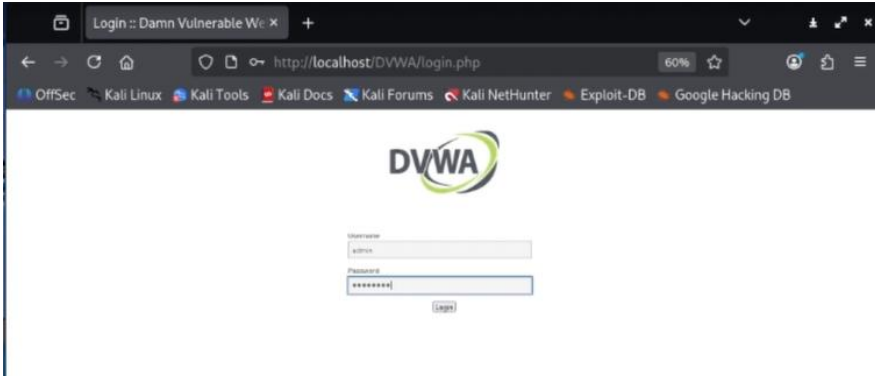 Login :: Damn Vulnerable We
http://localhost/DVWA/login.php 60%
OffSec Kali Linux Kali Tools Kali Docs Kali Forums Kali NetHunter Exploit-DB Google Hacking DB
DVWA
Username
admin
Password
••••••••
Login